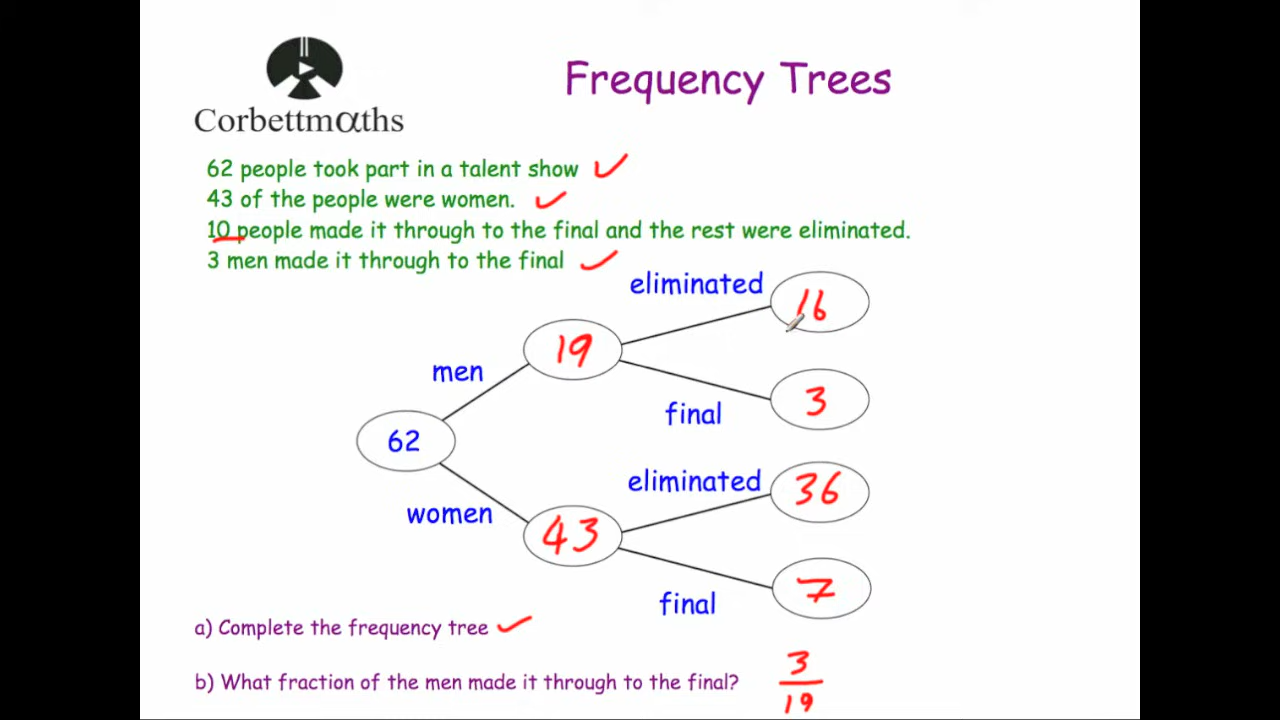 Frequency Trees
Corbettmαths
62 people took part in a talent show
43 of the people were women.
10 people made it through to the final and the rest were eliminated.
3 men made it through to the final
eliminated
16
men
19
final
3
62
eliminated
36
women
43
final
7
a) Complete the frequency tree
b) What fraction of the men made it through to the final?
3
19